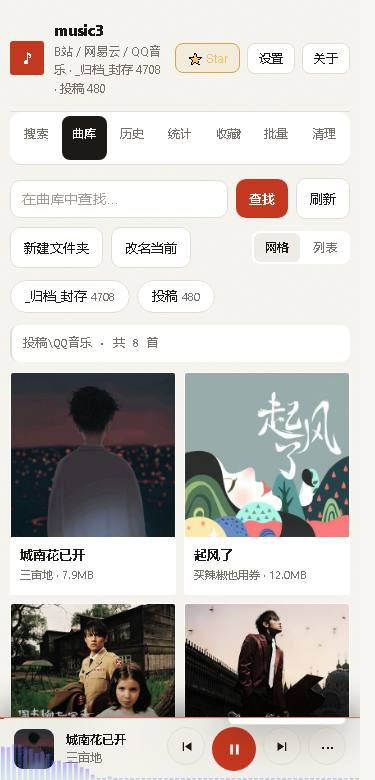 music3
B站 / 网易云 / QQ音
乐 · _归档_封存 4708
· 投稿 480
Star
设置
关于
搜索
曲库
历史
统计
收藏
批量
清理
在曲库中查找...
查找
刷新
新建文件夹
改名当前
网格
列表
_归档_封存 4708
投稿 480
投稿\QQ音乐 · 共 8 首
起风了
城南花已开
三亩地 · 7.9MB
起风了
买辣椒也用券 · 12.0MB
城南花已开
三亩地